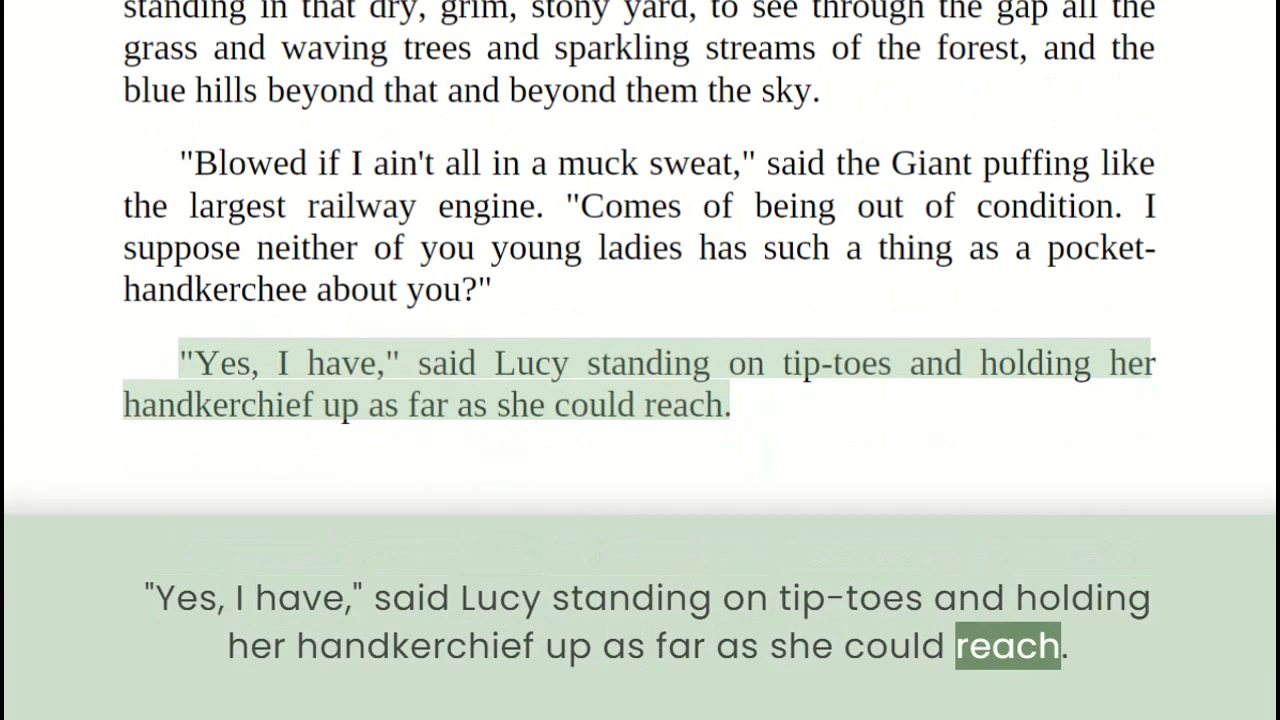 standing in that dry, grim, stony yard, to see through the gap all the
grass and waving trees and sparkling streams of the forest, and the
blue hills beyond that and beyond them the sky.
"Blowed if I ain't all in a muck sweat," said the Giant puffing like
the largest railway engine. "Comes of being out of condition. I
suppose neither of you young ladies has such a thing as a pocket-
handkerchee about you?"
"Yes, I have," said Lucy standing on tip-toes and holding her
handkerchief up as far as she could reach.
"Yes, I have," said Lucy standing on tip-toes and holding
her handkerchief up as far as she could reach.